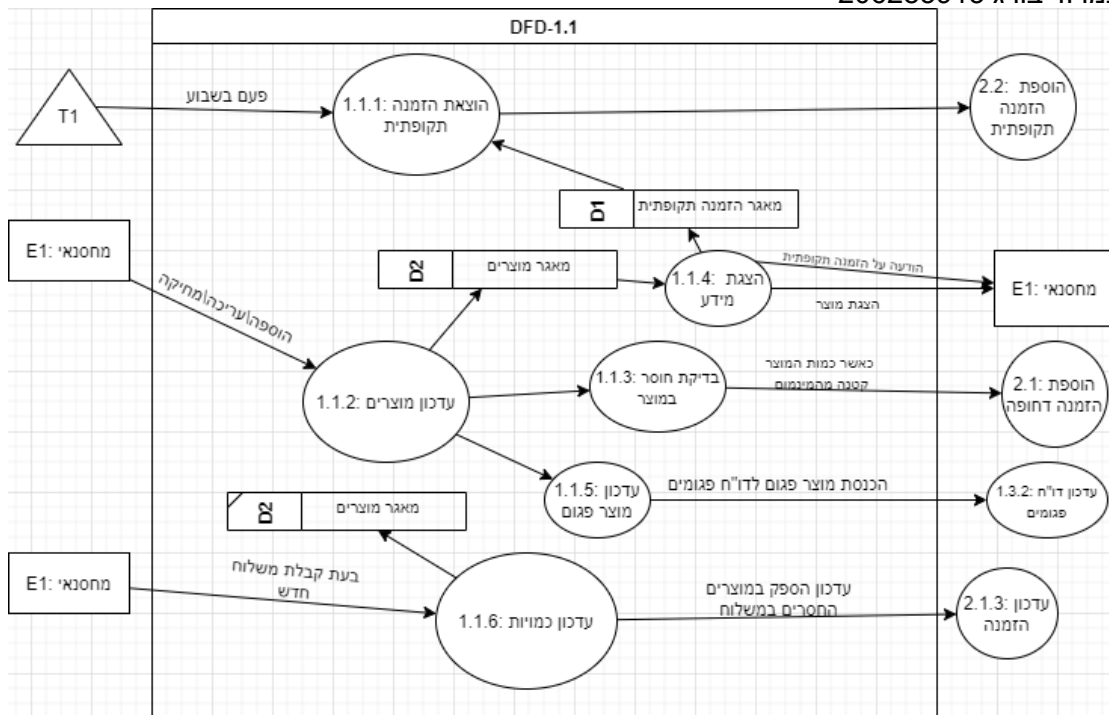 DFD-1.1
T1
פעם בשבוע
1.1.1: הוצאת הזמנה
תקופתית
2.2: הוספת
הזמנה
תקופתית
D1
מאגר הזמנה תקופתית
E1: מחסנאי
D2
מאגר מוצרים
1.1.4: הצגת
מידע
הודעה על הזמנה תקופתית
הצגת מוצר
E1: מחסנאי
הוספה\עריכה\מחיקה
1.1.2: עדכון מוצרים
1.1.3: בדיקת חוסר
במוצר
כאשר כמות המוצר
קטנה מהמינמום
2.1: הוספת
הזמנה דחופה
1.1.5: עדכון
מוצר פגום
הכנסת מוצר פגום לדו"ח פגומים
1.3.2: עדכון דו"ח
פגומים
D2
מאגר מוצרים
E1: מחסנאי
בעת קבלת משלוח
חדש
1.1.6: עדכון כמויות
עדכון הספק במוצרים
החסרים במשלוח
2.1.3: עדכון
הזמנה